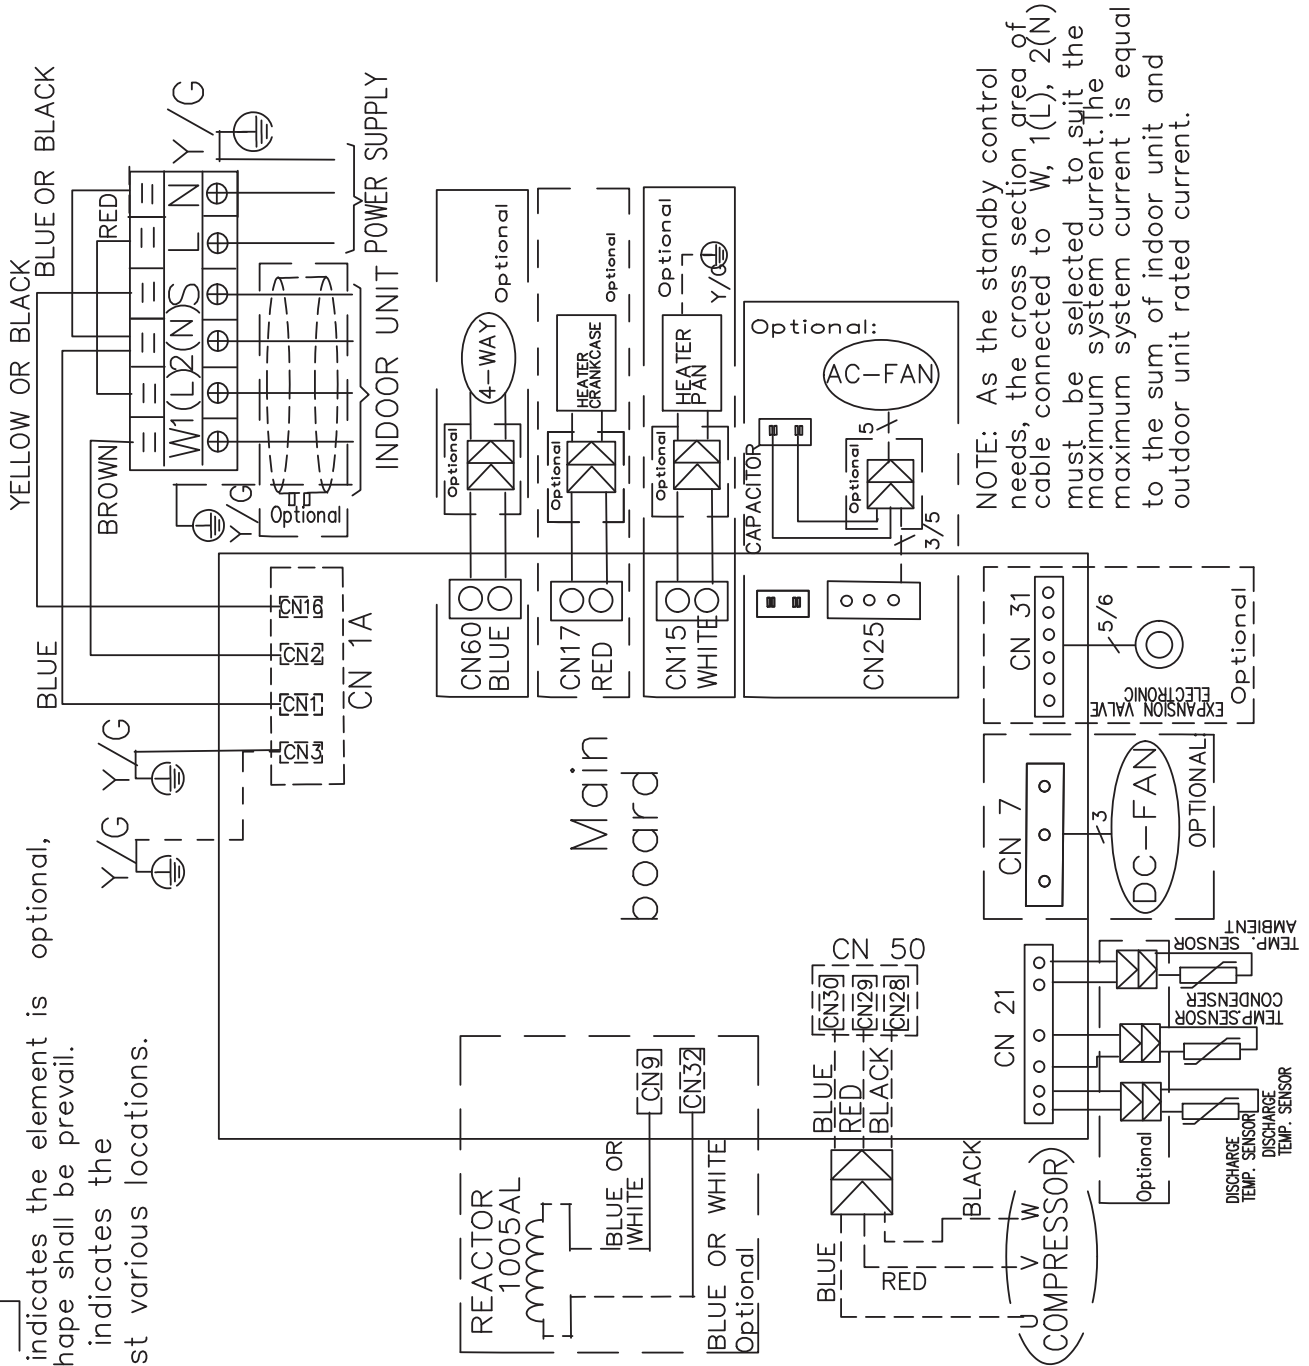 indicates the element is optional,
hape shall be prevail.
indicates the
st various locations.
YELLOW OR BLACK
BLUE OR BLACK
BLUE
BROWN
RED
W 1(L) 2(N) S L N
Y/G
POWER SUPPLY
INDOOR UNIT
Optional
Y/G
Y/G
Y/G
CN3
CN1
CN2
CN16
CN 1A
Main
board
CN60
BLUE
Optional
4-WAY
Optional
CN17
RED
Optional
HEATER
CRANKCASE
Optional
CN15
WHITE
Optional
HEATER
PAN
Y/G
Optional
CN25
CAPACITOR
3/5
Optional
5
AC-FAN
Optional:
REACTOR
1005AL
BLUE OR
WHITE
CN9
CN32
BLUE OR WHITE
Optional
CN 50
CN30
CN29
CN28
BLUE
RED
BLACK
BLUE
RED
BLACK
U V W
COMPRESSOR
CN 21
Optional
DISCHARGE
TEMP. SENSOR
DISCHARGE
TEMP. SENSOR
CONDENSER
TEMP.SENSOR
AMBIENT
TEMP. SENSOR
CN 7
3
DC-FAN
OPTIONAL:
CN 31
5/6
ELECTRONIC
EXPANSION VALVE
Optional
NOTE: As the standby control
needs, the cross section area of
cable connected to W, 1(L), 2(N)
must be selected to suit the
maximum system current.The
maximum system current is equal
to the sum of indoor unit and
outdoor unit rated current.